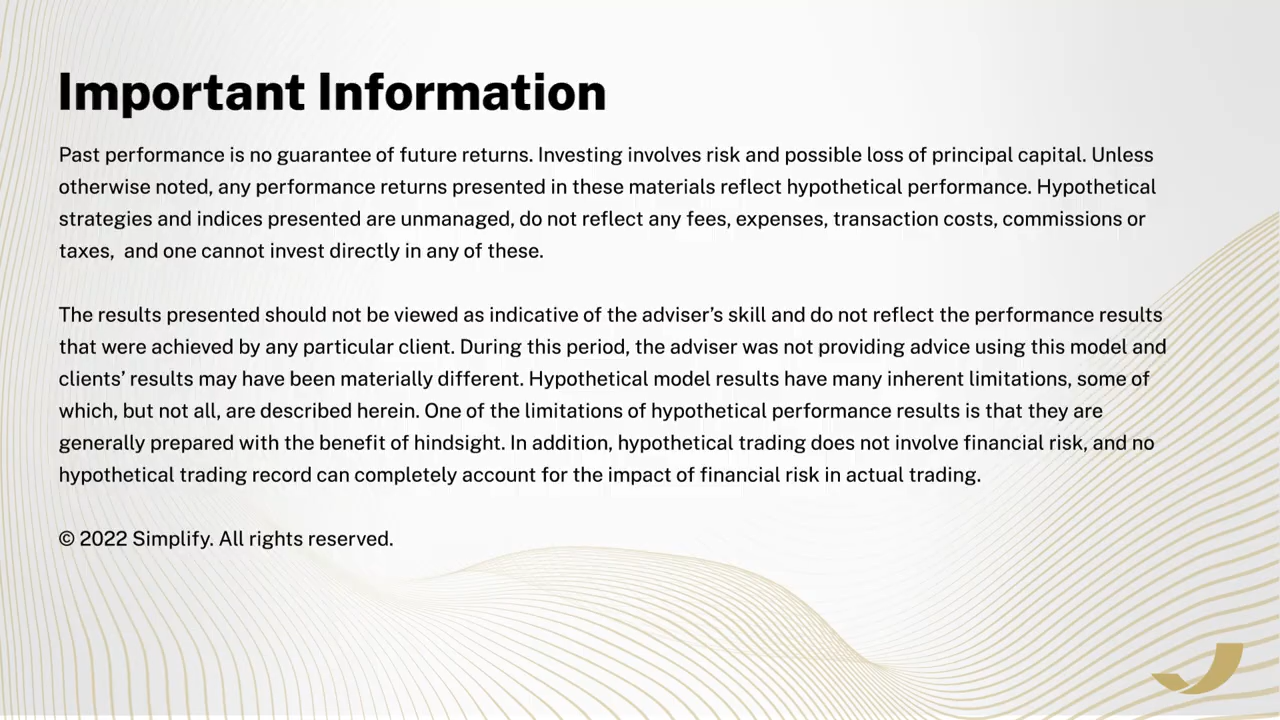 Important Information
Past performance is no guarantee of future returns. Investing involves risk and possible loss of principal capital. Unless
otherwise noted, any performance returns presented in these materials reflect hypothetical performance. Hypothetical
strategies and indices presented are unmanaged, do not reflect any fees, expenses, transaction costs, commissions or
taxes,  and one cannot invest directly in any of these.
The results presented should not be viewed as indicative of the adviser’s skill and do not reflect the performance results
that were achieved by any particular client. During this period, the adviser was not providing advice using this model and
clients’ results may have been materially different. Hypothetical model results have many inherent limitations, some of
which, but not all, are described herein. One of the limitations of hypothetical performance results is that they are
generally prepared with the benefit of hindsight. In addition, hypothetical trading does not involve financial risk, and no
hypothetical trading record can completely account for the impact of financial risk in actual trading.
© 2022 Simplify. All rights reserved.